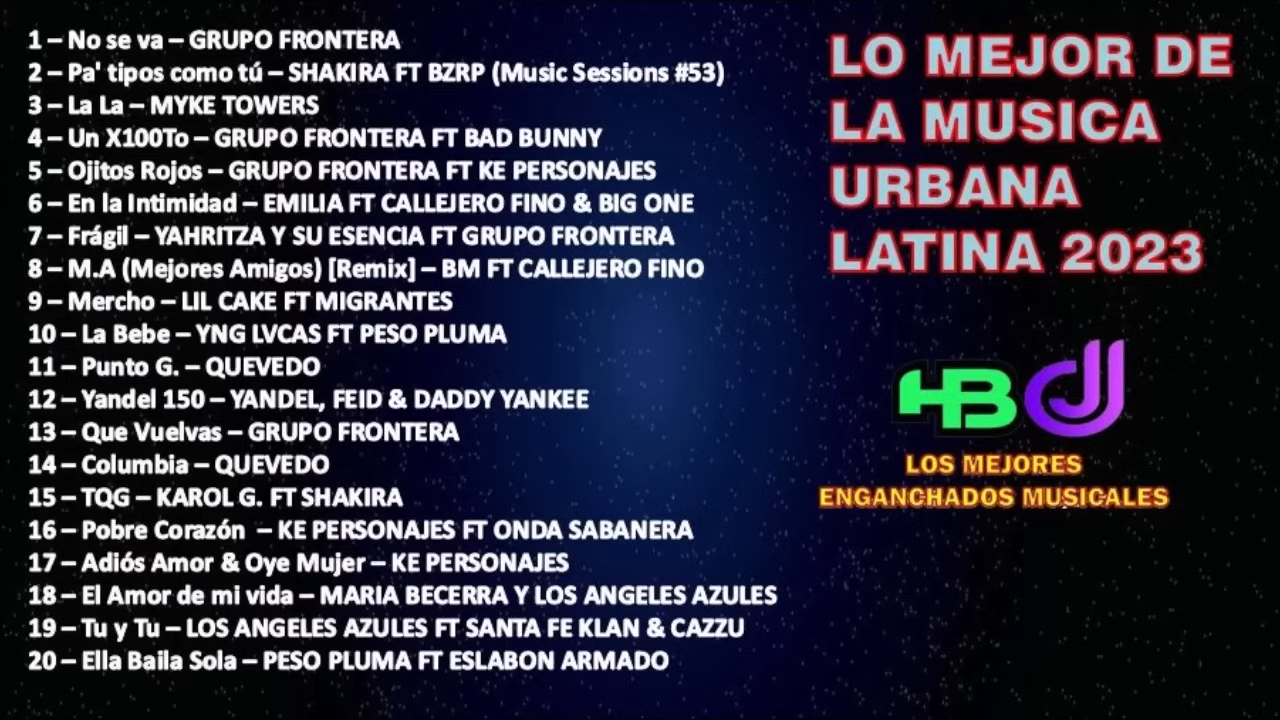 1 – No se va – GRUPO FRONTERA
2 – Pa' tipos como tú – SHAKIRA FT BZRP (Music Sessions #53)
3 – La La – MYKE TOWERS
4 – Un X100To – GRUPO FRONTERA FT BAD BUNNY
5 – Ojitos Rojos – GRUPO FRONTERA FT KE PERSONAJES
6 – En la Intimidad – EMILIA FT CALLEJERO FINO & BIG ONE
7 – Frágil – YAHRITZA Y SU ESENCIA FT GRUPO FRONTERA
8 – M.A (Mejores Amigos) [Remix] – BM FT CALLEJERO FINO
9 – Mercho – LIL CAKE FT MIGRANTES
10 – La Bebe – YNG LVCAS FT PESO PLUMA
11 – Punto G. – QUEVEDO
12 – Yandel 150 – YANDEL, FEID & DADDY YANKEE
13 – Que Vuelvas – GRUPO FRONTERA
14 – Columbia – QUEVEDO
15 – TQG – KAROL G. FT SHAKIRA
16 – Pobre Corazón – KE PERSONAJES FT ONDA SABANERA
17 – Adiós Amor & Oye Mujer – KE PERSONAJES
18 – El Amor de mi vida – MARIA BECERRA Y LOS ANGELES AZULES
19 – Tu y Tu – LOS ANGELES AZULES FT SANTA FE KLAN & CAZZU
20 – Ella Baila Sola – PESO PLUMA FT ESLABON ARMADO
LO MEJOR DE
LA MUSICA
URBANA
LATINA 2023
HB DJ
LOS MEJORES
ENGANCHADOS MUSICALES